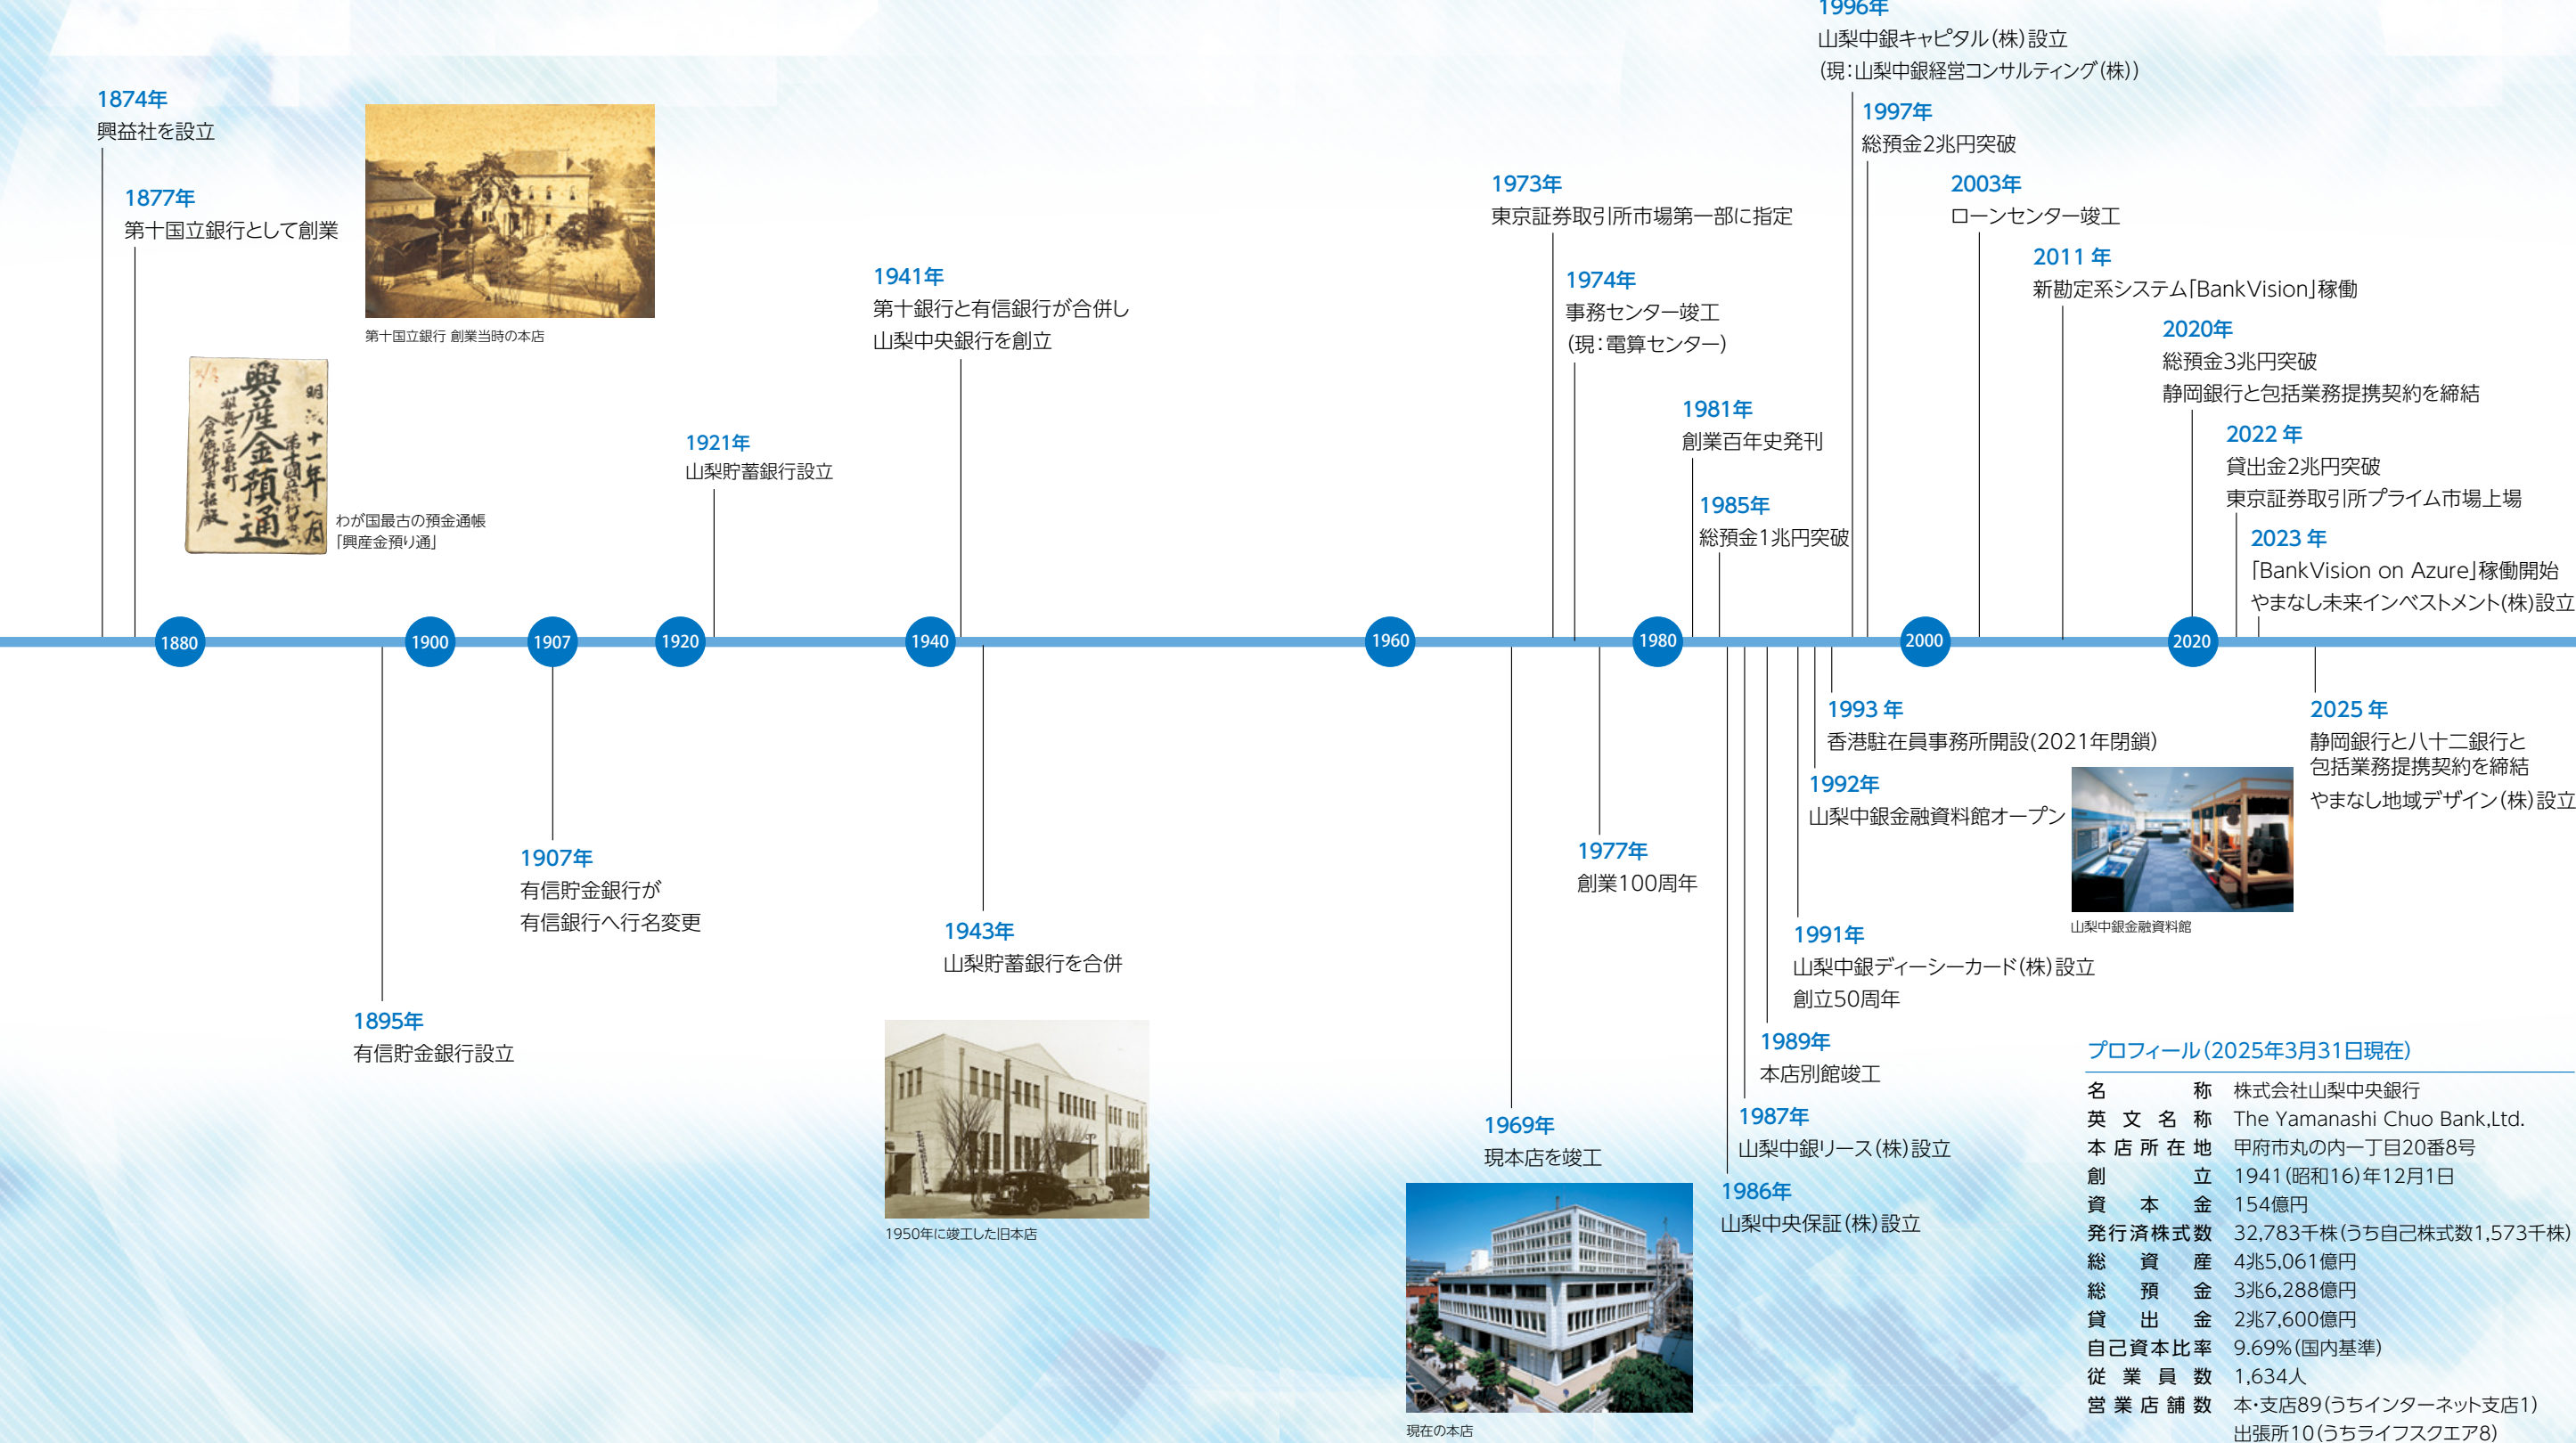 1874年
興益社を設立
1877年
第十国立銀行として創業
第十国立銀行 創業当時の本店
明治十一年一月
第十國立銀行
興産金預通
山梨縣一區泉町
わが国最古の預金通帳
「興産金預り通」
1921年
山梨貯蓄銀行設立
1941年
第十銀行と有信銀行が合併し
山梨中央銀行を創立
1973年
東京証券取引所市場第一部に指定
1974年
事務センター竣工
(現:電算センター)
1981年
創業百年史発刊
1985年
総預金1兆円突破
1996年
山梨中銀キャピタル(株)設立
(現:山梨中銀経営コンサルティング(株))
1997年
総預金2兆円突破
2003年
ローンセンター竣工
2011 年
新勘定系システム「BankVision」稼働
2020年
総預金3兆円突破
静岡銀行と包括業務提携契約を締結
2022 年
貸出金2兆円突破
東京証券取引所プライム市場上場
2023 年
「BankVision on Azure」稼働開始
やまなし未来インベストメント(株)設立
1880
1900
1907
1920
1940
1960
1980
2000
2020
1895年
有信貯金銀行設立
1907年
有信貯金銀行が
有信銀行へ行名変更
1943年
山梨貯蓄銀行を合併
1950年に竣工した旧本店
1969年
現本店を竣工
現在の本店
1977年
創業100周年
1986年
山梨中央保証(株)設立
1987年
山梨中銀リース(株)設立
1989年
本店別館竣工
1991年
山梨中銀ディーシーカード(株)設立
創立50周年
1992年
山梨中銀金融資料館オープン
山梨中銀金融資料館
1993 年
香港駐在員事務所開設(2021年閉鎖)
2025 年
静岡銀行と八十二銀行と
包括業務提携契約を締結
やまなし地域デザイン(株)設立
プロフィール(2025年3月31日現在)
名称 株式会社山梨中央銀行
英文名称 The Yamanashi Chuo Bank,Ltd.
本店所在地 甲府市丸の内一丁目20番8号
創立 1941(昭和16)年12月1日
資本金 154億円
発行済株式数 32,783千株(うち自己株式数1,573千株)
総資産 4兆5,061億円
総預金 3兆6,288億円
貸出金 2兆7,600億円
自己資本比率 9.69%(国内基準)
従業員数 1,634人
営業店舗数 本・支店89(うちインターネット支店1)
出張所10(うちライフスクエア8)